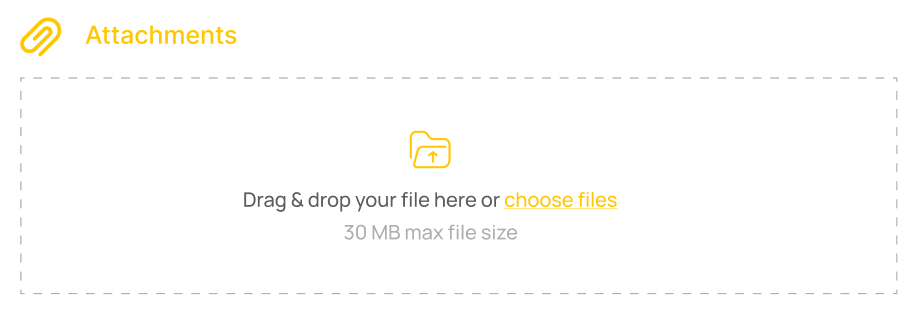 Attachments
Drag & drop your file here or choose files
30 MB max file size